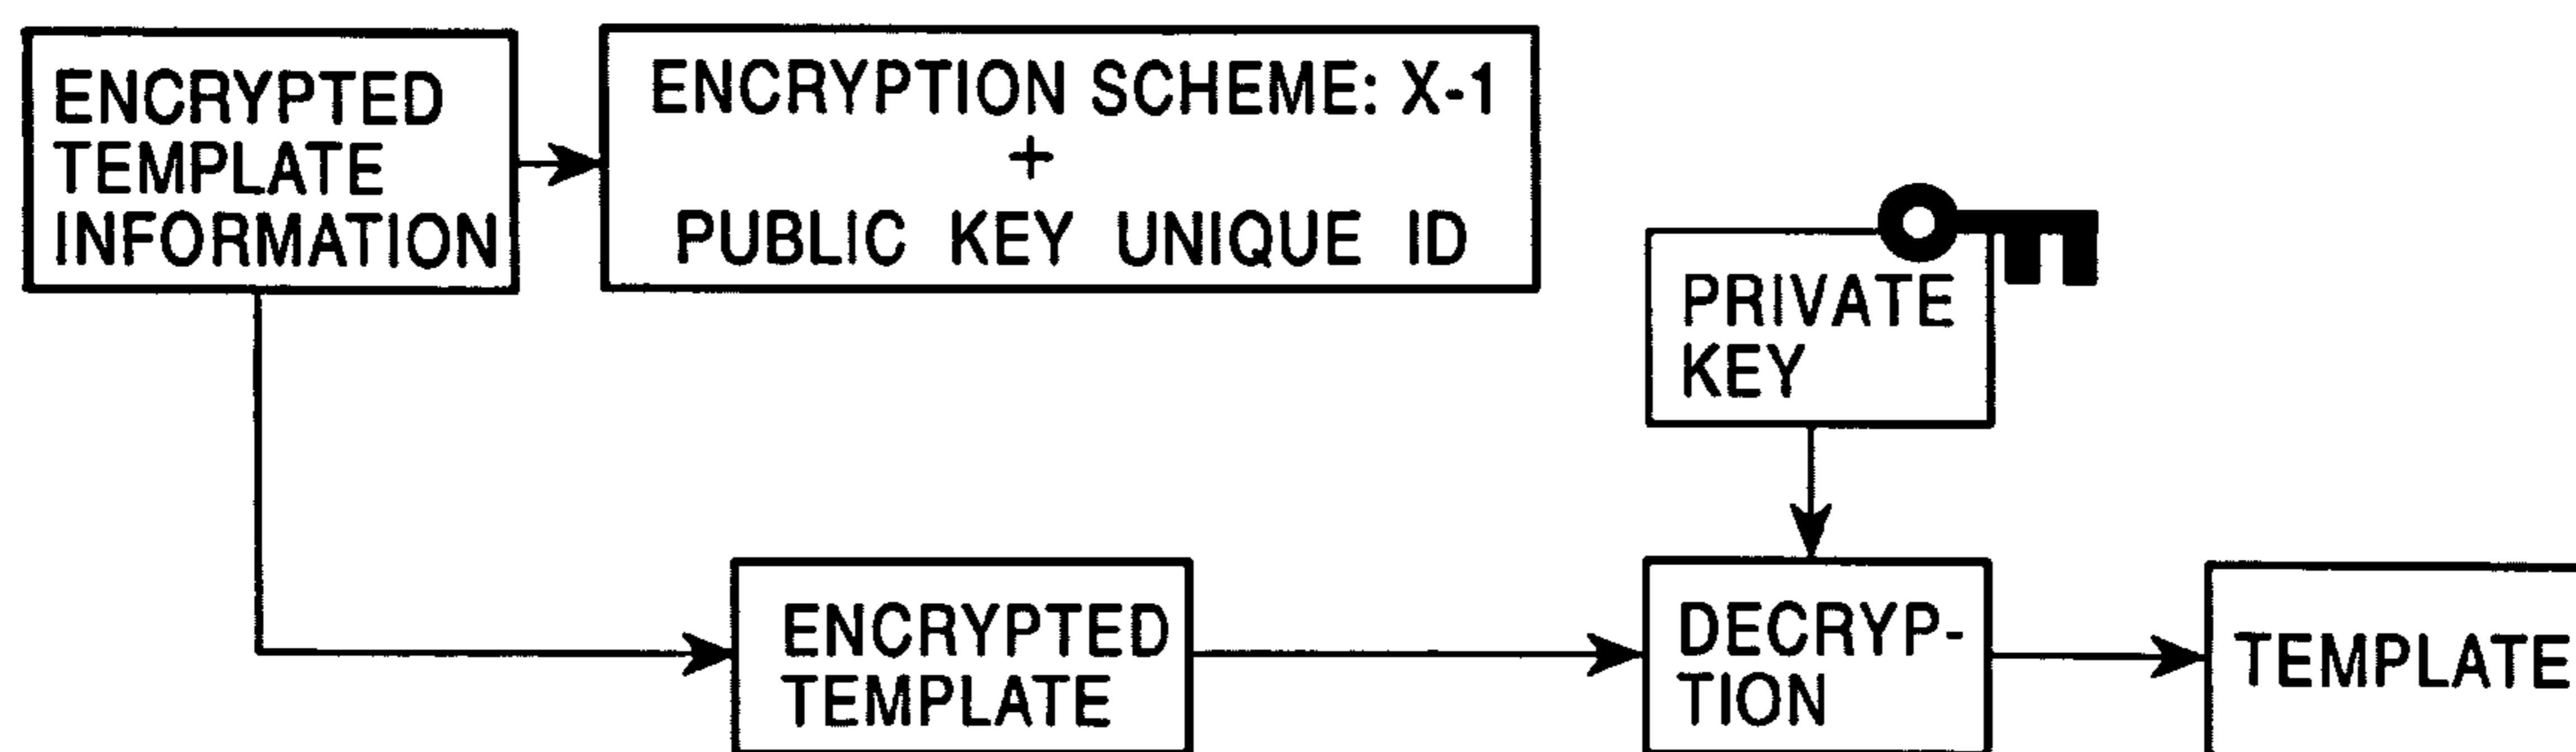 ENCRYPTED
TEMPLATE
INFORMATION
ENCRYPTION SCHEME: X-1
+
PUBLIC KEY UNIQUE ID
PRIVATE
KEY
ENCRYPTED
TEMPLATE
DECRYP-
TION
TEMPLATE